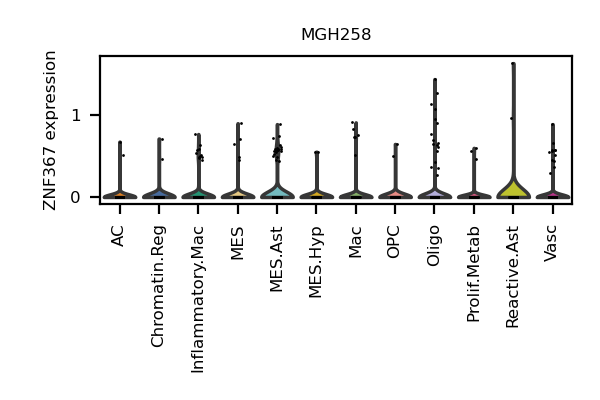 MGH258
ZNF367 expression
1
0
AC
Chromatin.Reg
Inflammatory.Mac
MES
MES.Ast
MES.Hyp
Mac
OPC
Oligo
Prolif.Metab
Reactive.Ast
Vasc